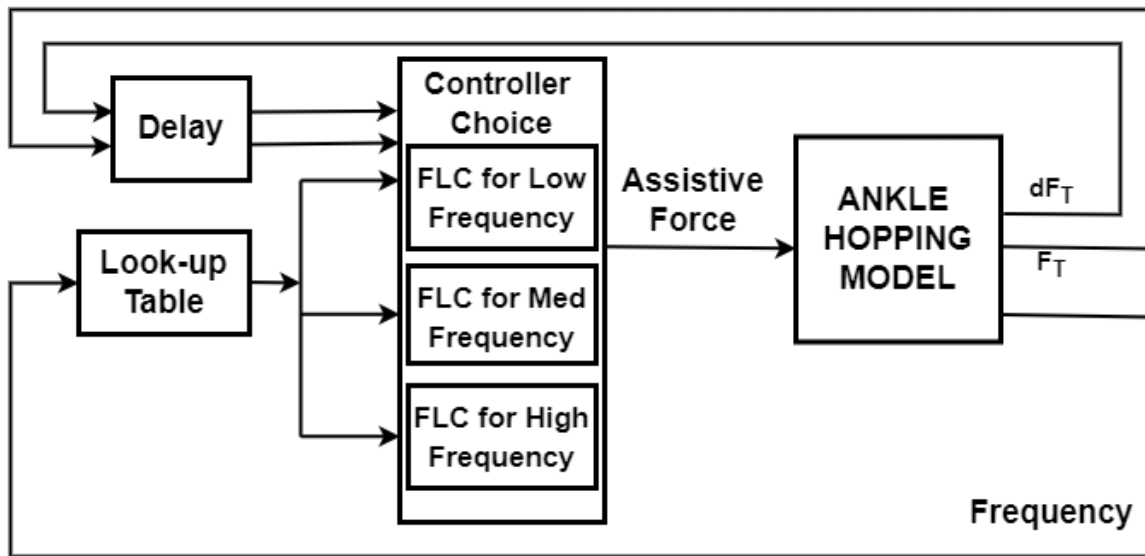 Delay
Look-up
Table
Controller
Choice
FLC for Low
Frequency
FLC for Med
Frequency
FLC for High
Frequency
Assistive
Force
ANKLE
HOPPING
MODEL
dFT
FT
Frequency